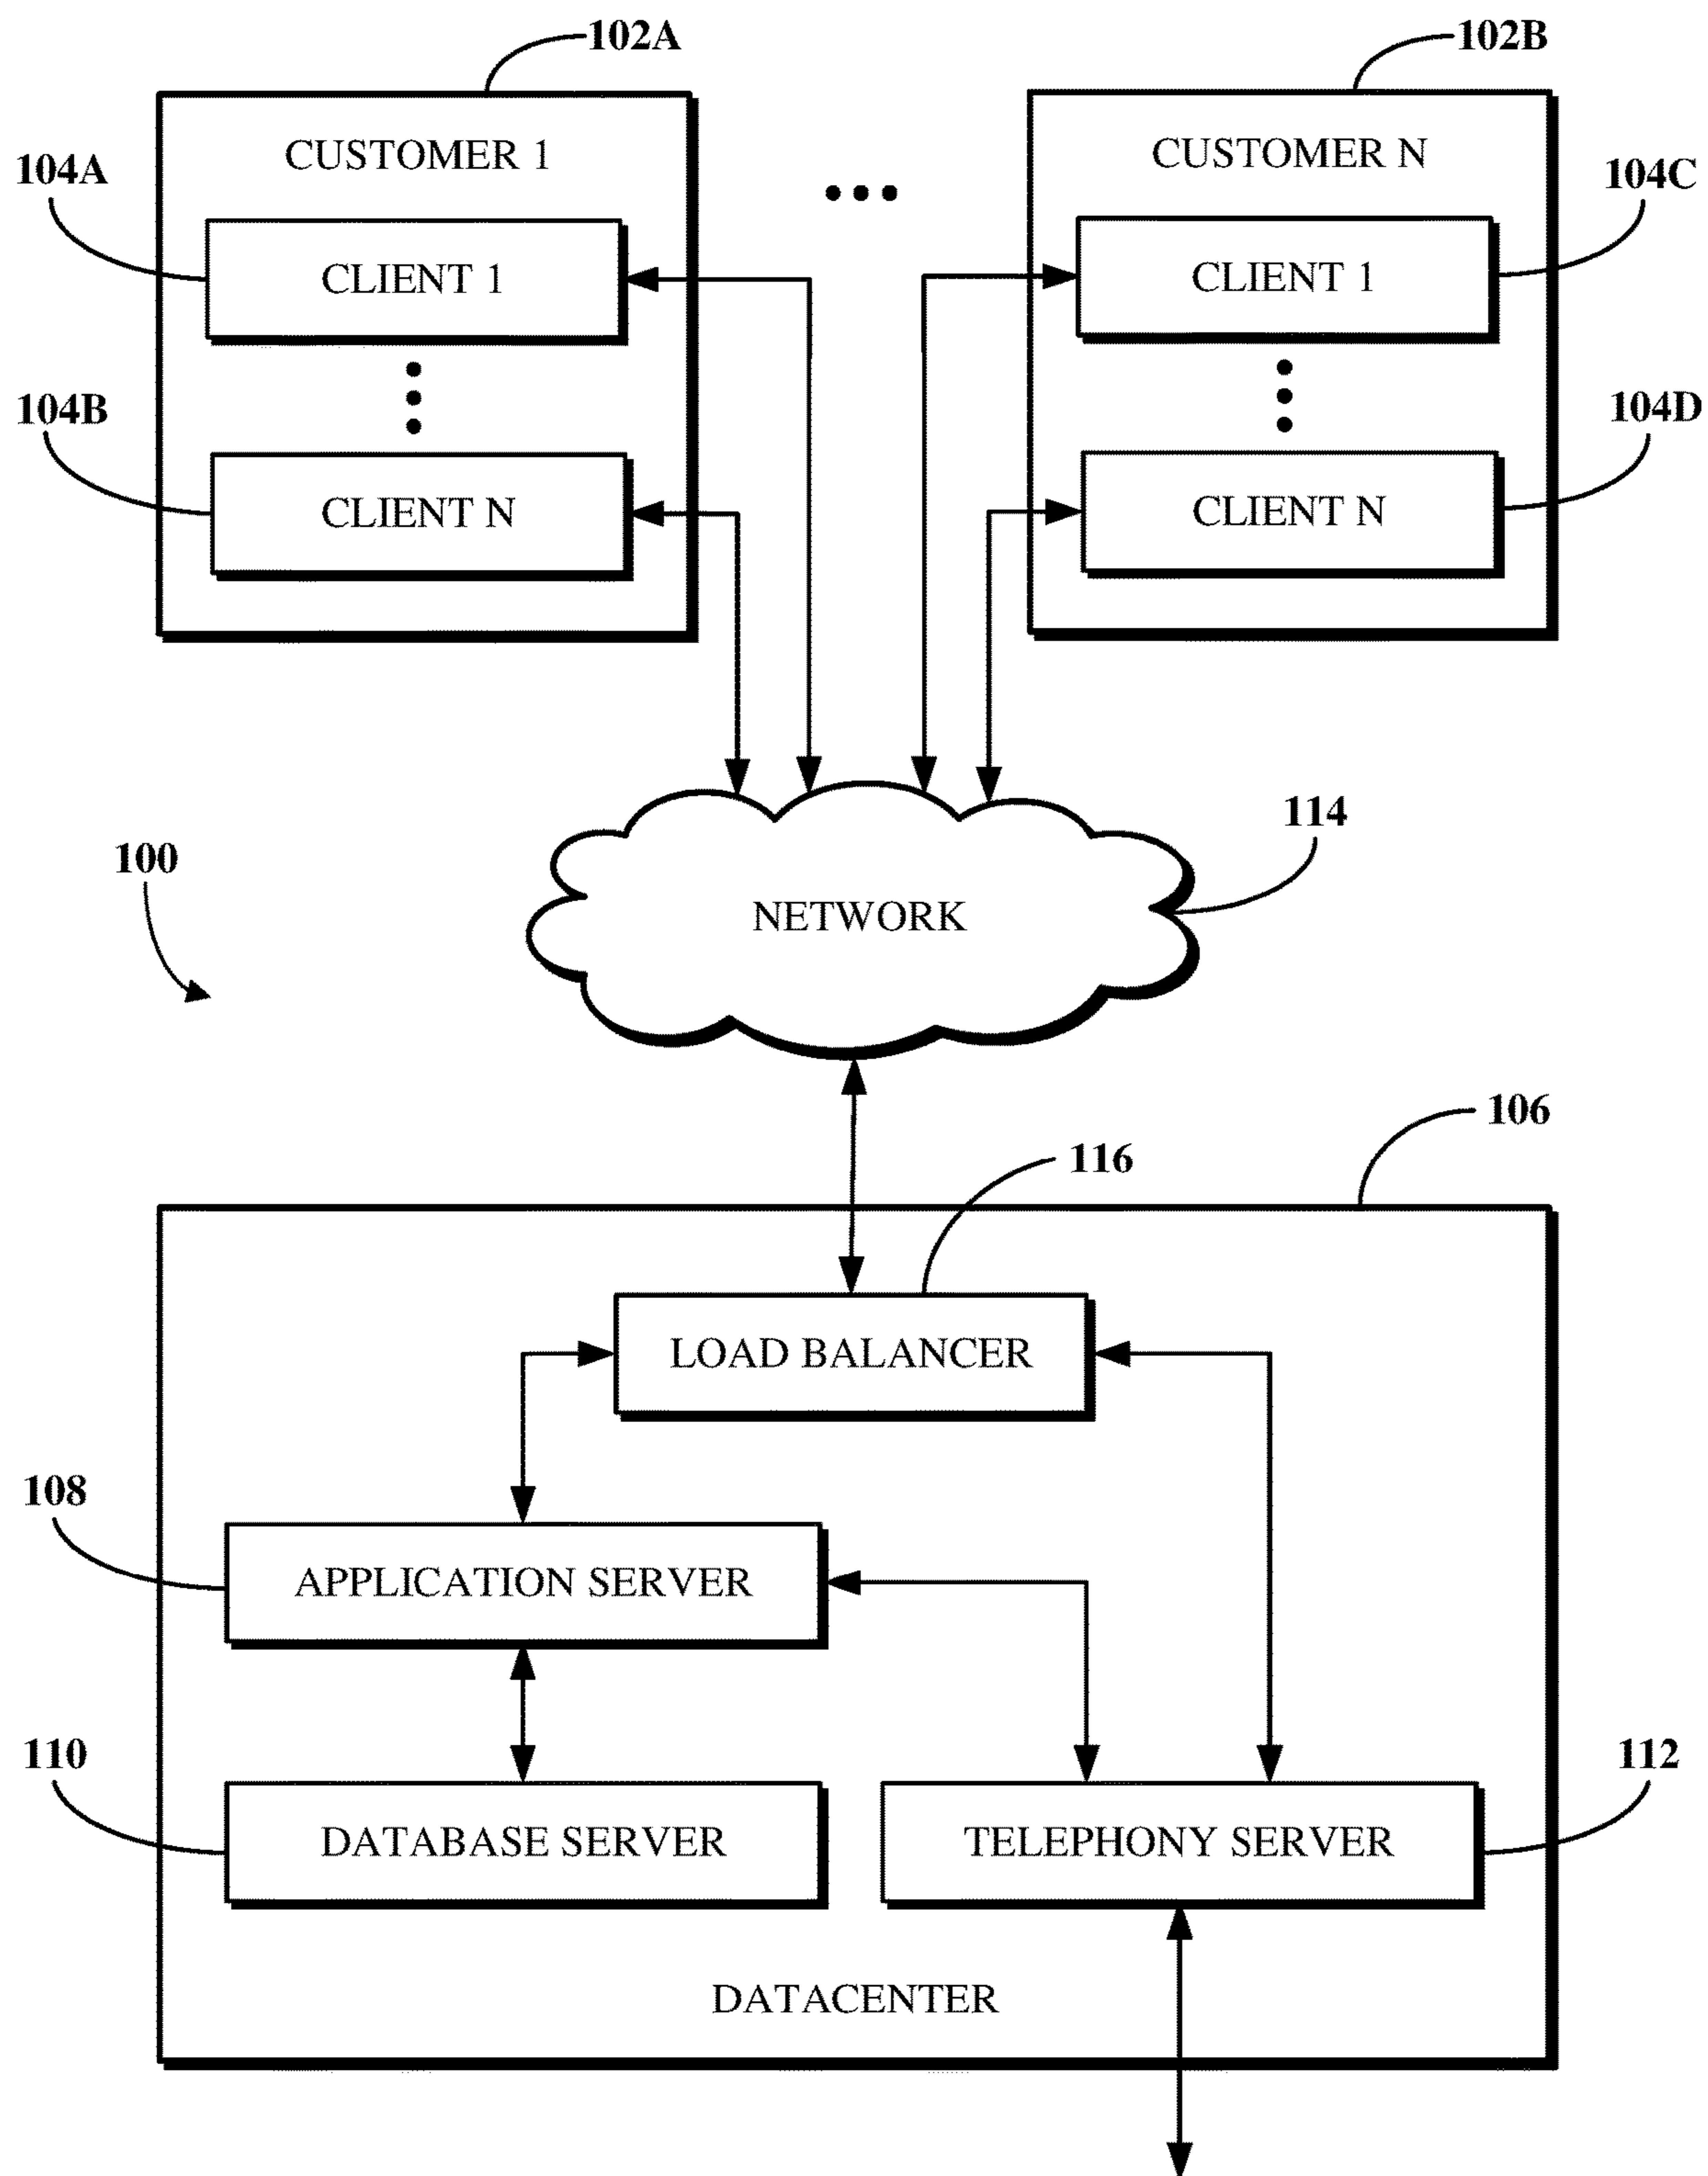 102A
102B
CUSTOMER 1
CUSTOMER N
104A
104C
CLIENT 1
CLIENT 1
104B
104D
CLIENT N
CLIENT N
114
100
NETWORK
106
116
LOAD BALANCER
108
APPLICATION SERVER
110
112
DATABASE SERVER
TELEPHONY SERVER
DATACENTER